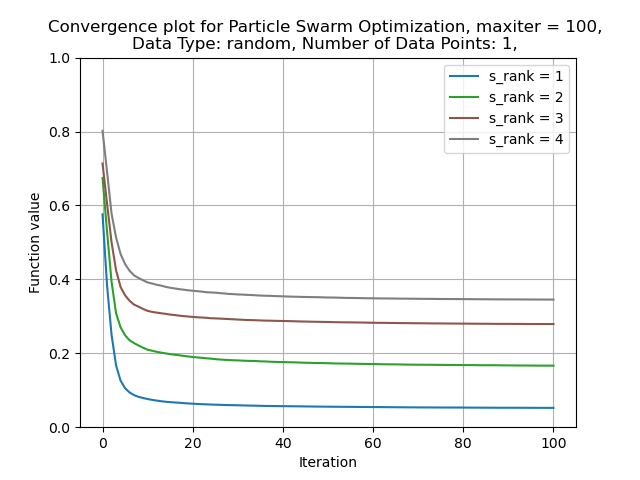 Convergence plot for Particle Swarm Optimization, maxiter = 100,
Data Type: random, Number of Data Points: 1,
1.0
0.8
0.6
0.4
0.2
0.0
Function value
s_rank = 1
s_rank = 2
s_rank = 3
s_rank = 4
0 20 40 60 80 100
Iteration